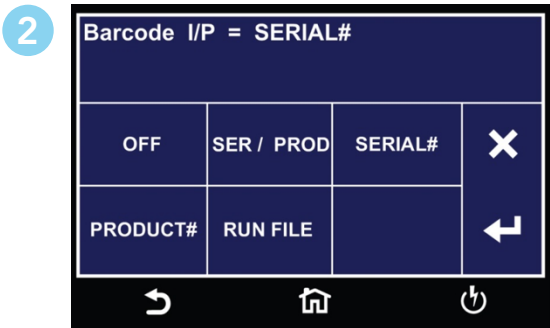 2
Barcode I/P = SERIAL#
OFF
SER / PROD
SERIAL#
PRODUCT#
RUN FILE